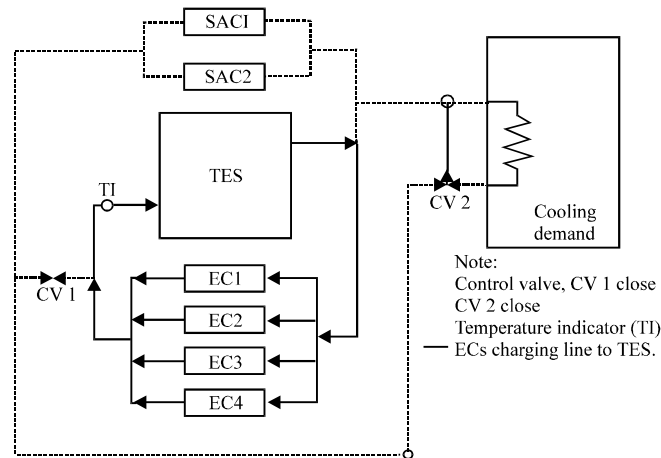 SAC1
SAC2
TES
TI
CV 1
EC1
EC2
EC3
EC4
CV 2
Cooling
demand
Note:
Control valve, CV 1 close
CV 2 close
Temperature indicator (TI)
ECs charging line to TES.